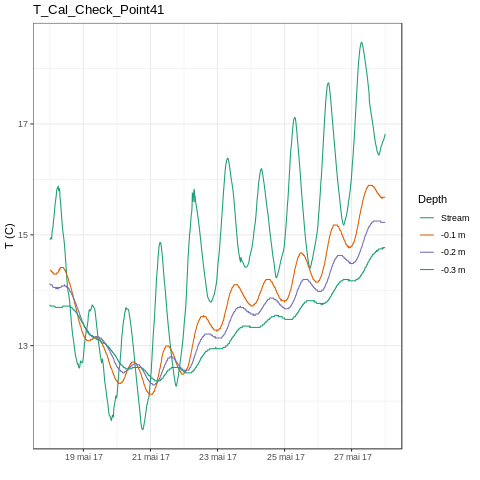 T_Cal_Check_Point41
T (C)
17
15
13
19 mai 17
21 mai 17
23 mai 17
25 mai 17
27 mai 17
Depth
Stream
-0.1 m
-0.2 m
-0.3 m